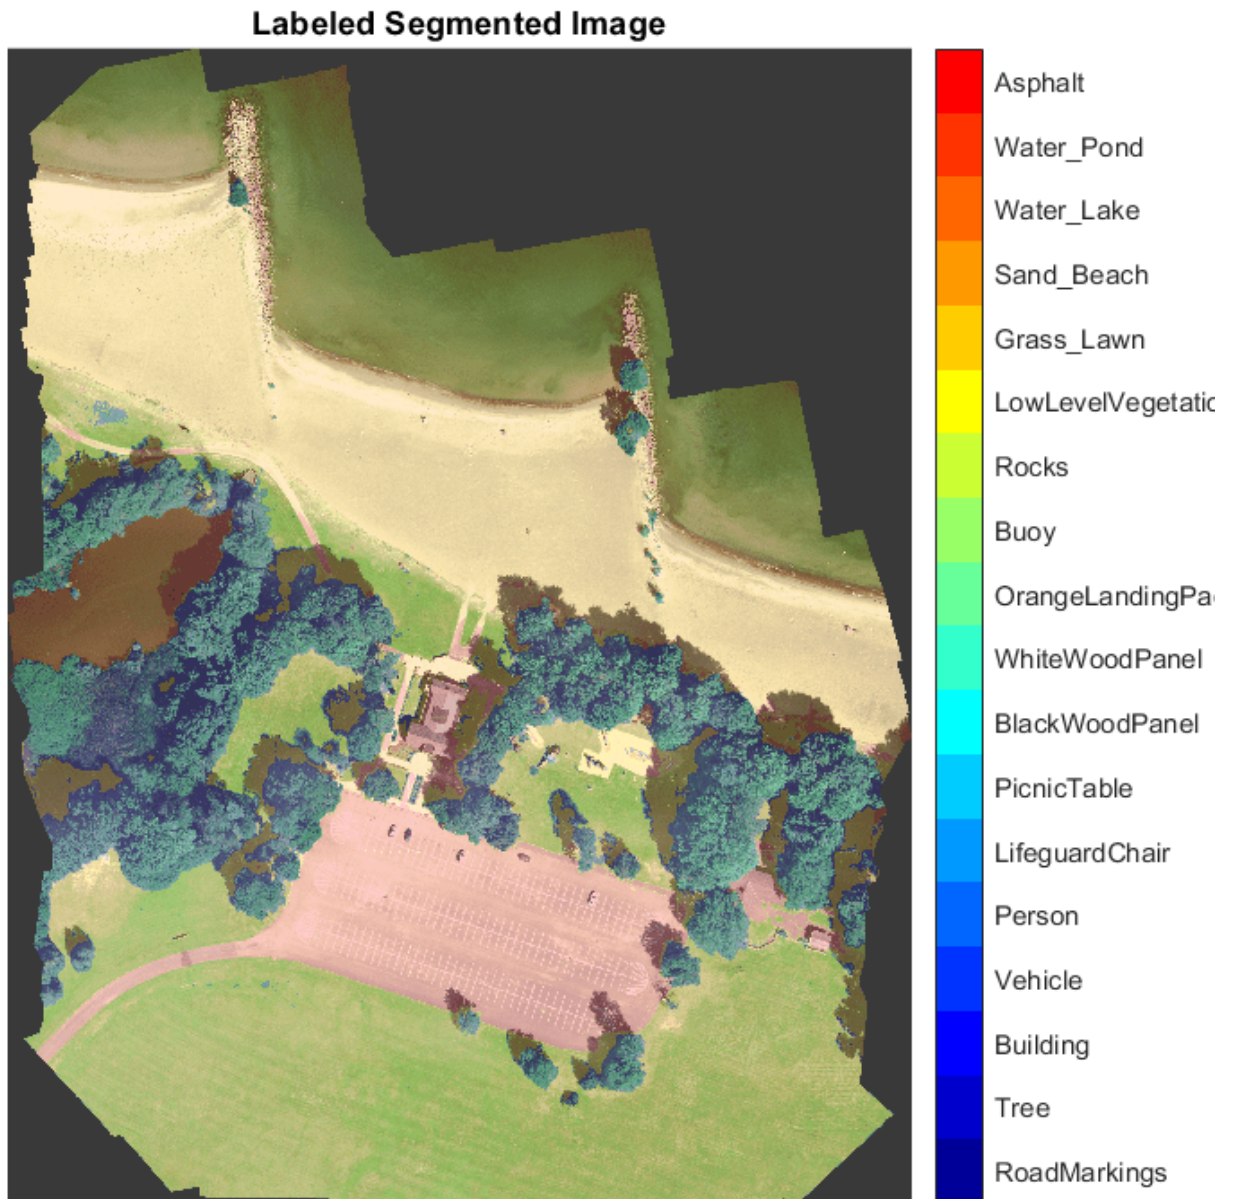 Labeled Segmented Image
Asphalt
Water_Pond
Water_Lake
Sand_Beach
Grass_Lawn
LowLevelVegetatic
Rocks
Buoy
OrangeLandingPa
WhiteWoodPanel
BlackWoodPanel
PicnicTable
LifeguardChair
Person
Vehicle
Building
Tree
RoadMarkings